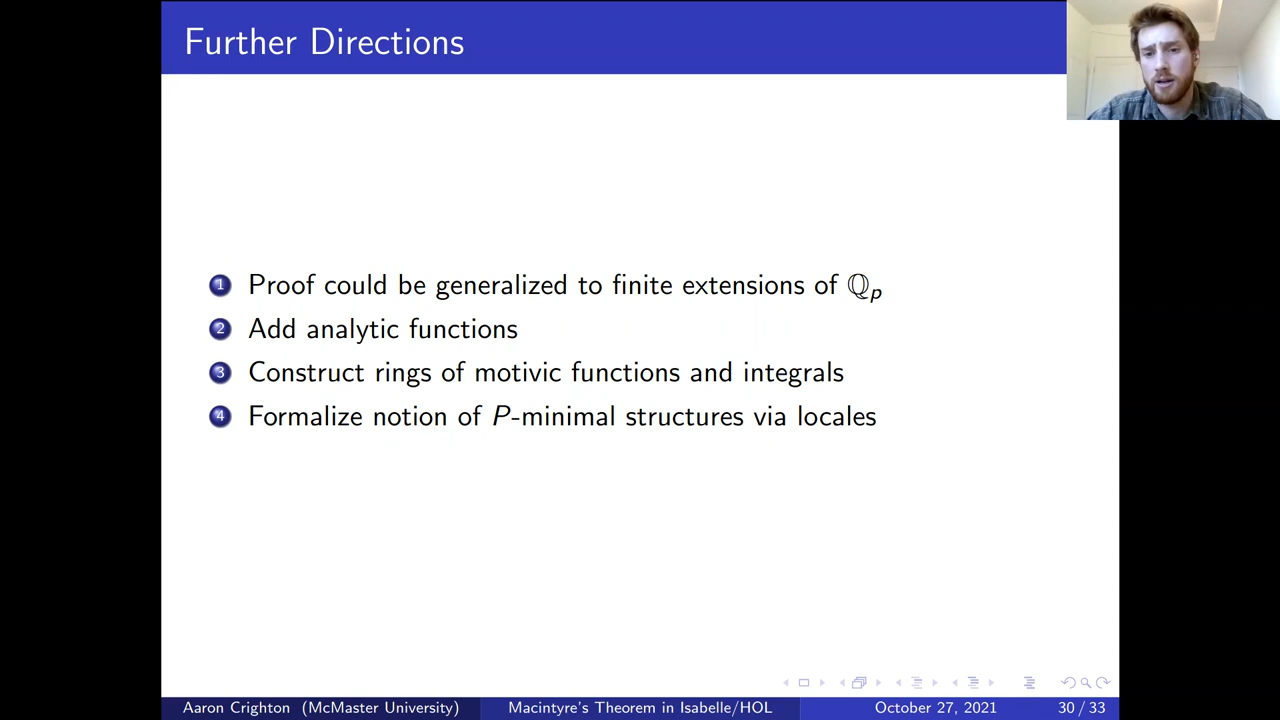 Further Directions
1 Proof could be generalized to finite extensions of ℚₚ
2 Add analytic functions
3 Construct rings of motivic functions and integrals
4 Formalize notion of P-minimal structures via locales
Aaron Crighton (McMaster University) Macintyre's Theorem in Isabelle/HOL October 27, 2021 30 / 33